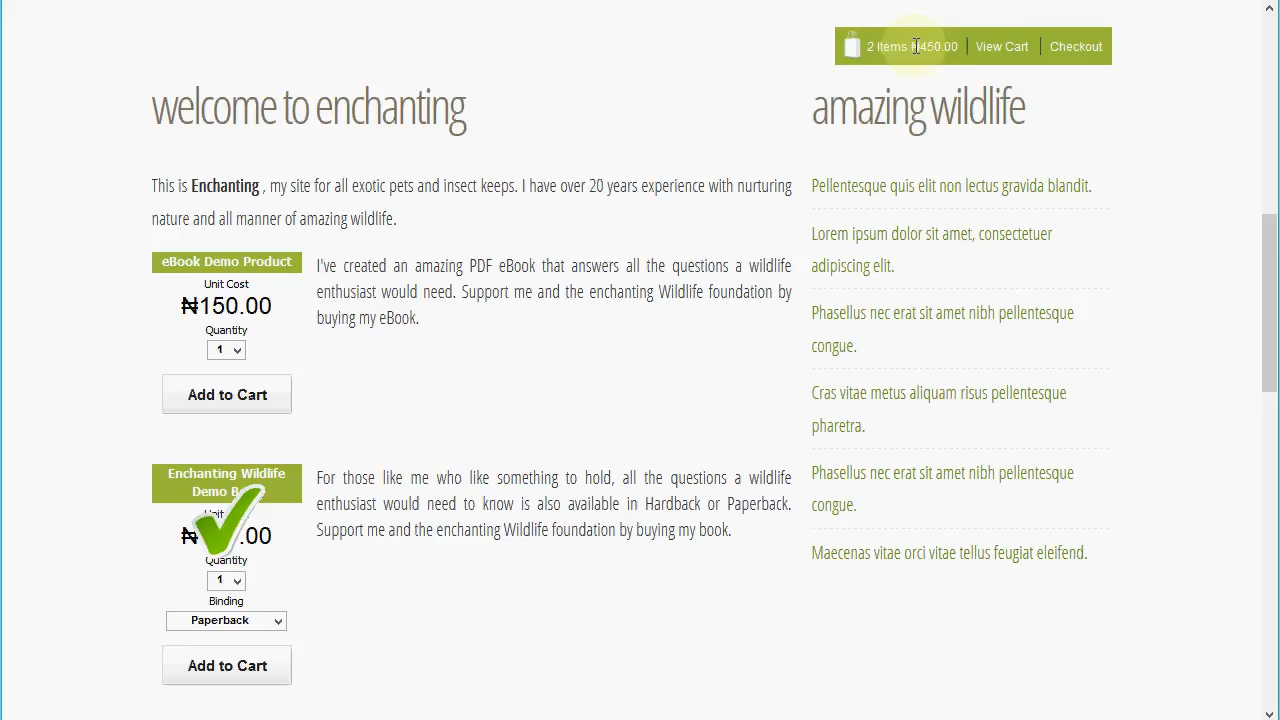 2 Items ₦450.00 View Cart Checkout
welcome to enchanting
This is Enchanting , my site for all exotic pets and insect keeps. I have over 20 years experience with nurturing
nature and all manner of amazing wildlife.
eBook Demo Product
Unit Cost
₦150.00
Quantity
1
Add to Cart
I've created an amazing PDF eBook that answers all the questions a wildlife
enthusiast would need. Support me and the enchanting Wildlife foundation by
buying my eBook.
Enchanting Wildlife
Demo
₦ .00
Quantity
1
Binding
Paperback
Add to Cart
For those like me who like something to hold, all the questions a wildlife
enthusiast would need to know is also available in Hardback or Paperback.
Support me and the enchanting Wildlife foundation by buying my book.
amazing wildlife
Pellentesque quis elit non lectus gravida blandit.
Lorem ipsum dolor sit amet, consectetuer
adipiscing elit.
Phasellus nec erat sit amet nibh pellentesque
congue.
Cras vitae metus aliquam risus pellentesque
pharetra.
Phasellus nec erat sit amet nibh pellentesque
congue.
Maecenas vitae orci vitae tellus feugiat eleifend.